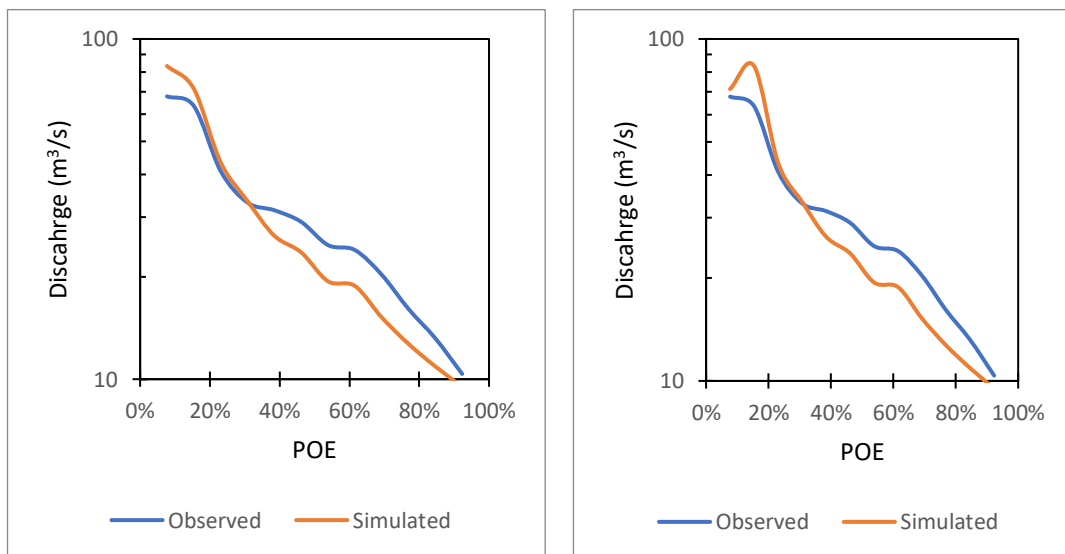 100
Discahrge (m³/s)
10
0% 20% 40% 60% 80% 100%
POE
Observed Simulated
100
Discahrge (m³/s)
10
0% 20% 40% 60% 80% 100%
POE
Observed Simulated